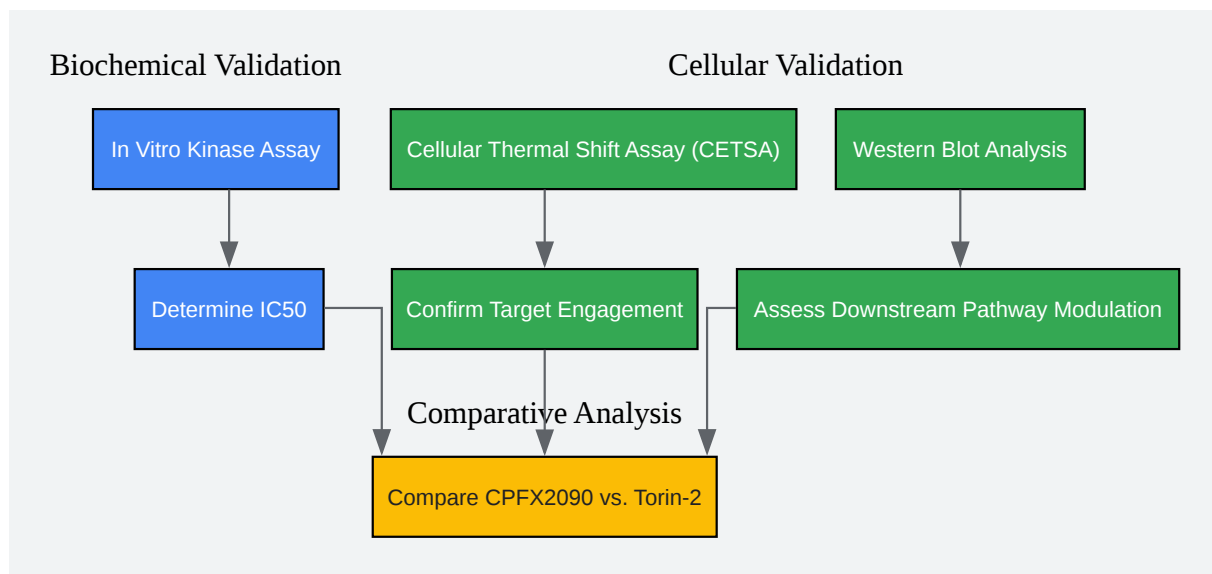 Biochemical Validation
Cellular Validation
In Vitro Kinase Assay
Cellular Thermal Shift Assay (CETSA)
Western Blot Analysis
Determine IC50
Confirm Target Engagement
Assess Downstream Pathway Modulation
Comparative Analysis
Compare CPFX2090 vs. Torin-2